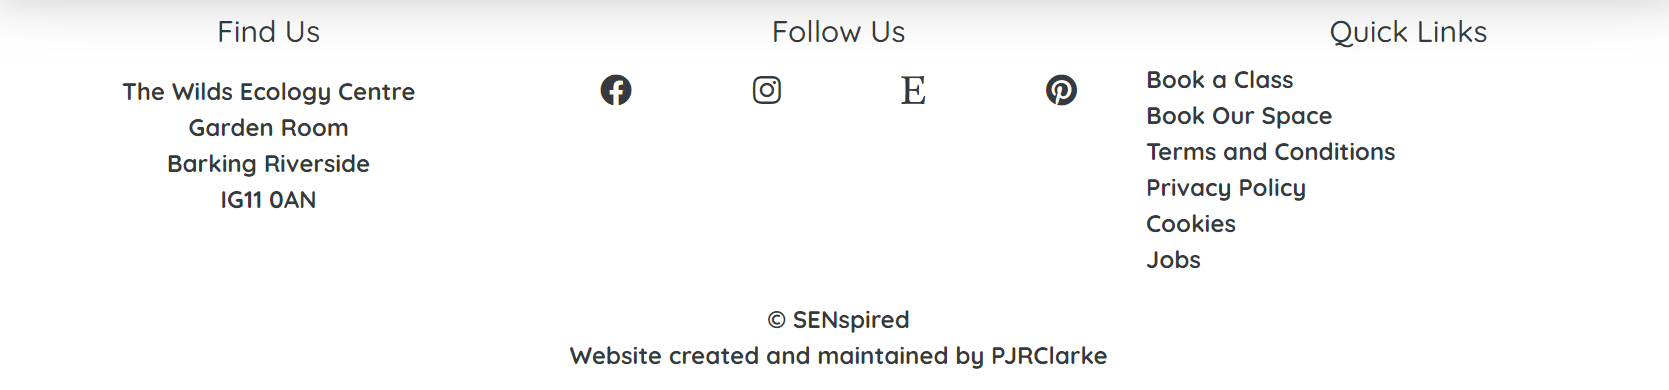 Find Us
The Wilds Ecology Centre
Garden Room
Barking Riverside
IG11 0AN
Follow Us
E
Quick Links
Book a Class
Book Our Space
Terms and Conditions
Privacy Policy
Cookies
Jobs
© SENspired
Website created and maintained by PJRClarke